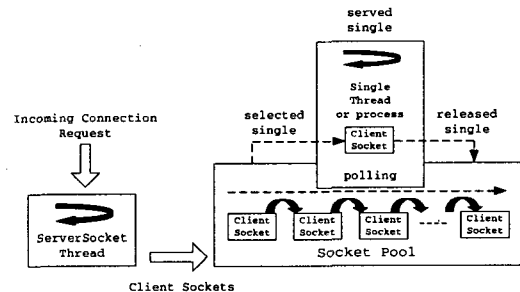 served
single
Single
Thread
or process
Incoming Connection
Request
selected
single
released
single
Client
Socket
polling
ServerSocket
Thread
Client
Socket
Client
Socket
Client
Socket
Client
Socket
Socket Pool
Client Sockets